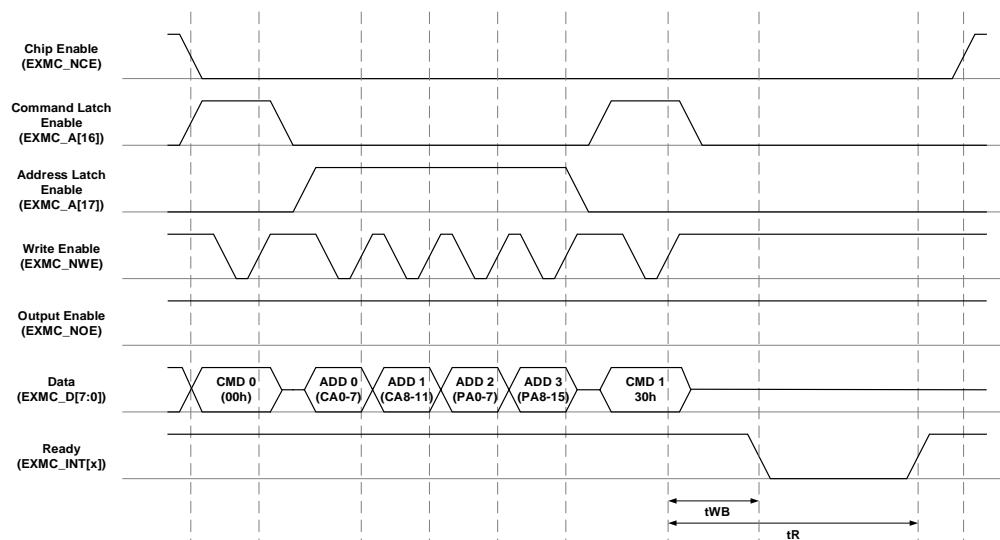 Chip Enable
(EXMC_NCE)
Command Latch
Enable
(EXMC_A[16])
Address Latch
Enable
(EXMC_A[17])
Write Enable
(EXMC_NWE)
Output Enable
(EXMC_NOE)
Data
(EXMC_D[7:0])
CMD 0
(00h)
ADD 0
(CA0-7)
ADD 1
(CA8-11)
ADD 2
(PA0-7)
ADD 3
(PA8-15)
CMD 1
30h
Ready
(EXMC_INT[x])
tWB
tR